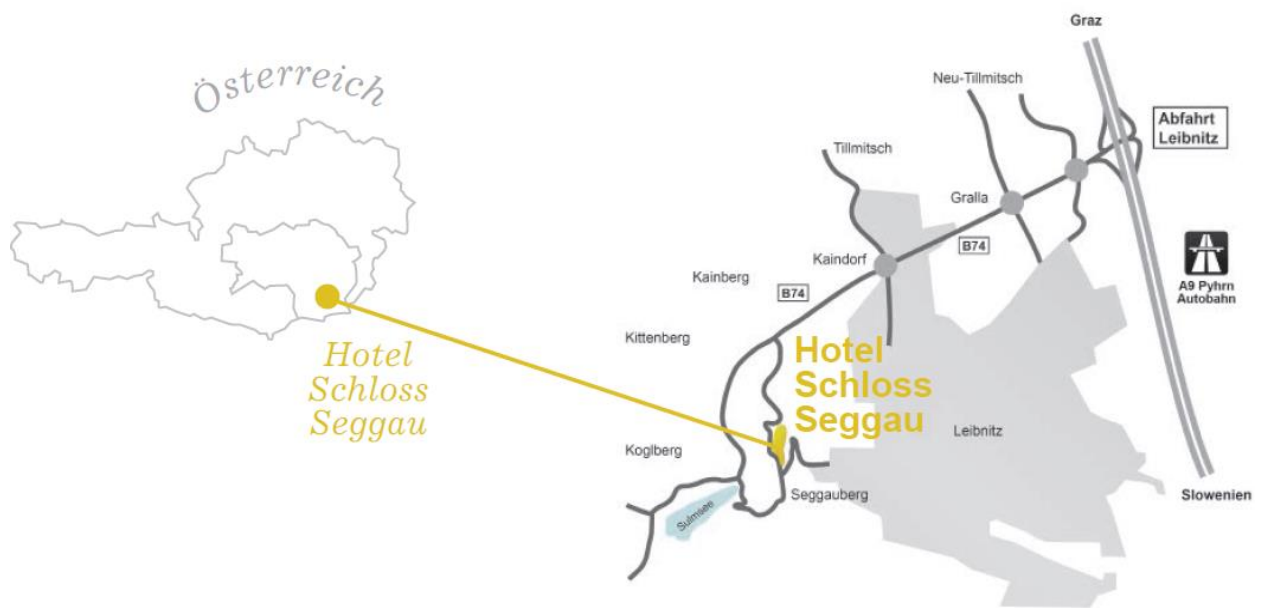 Österreich
Hotel
Schloss
Seggau
Graz
Neu-Tillmitsch
Abfahrt
Leibnitz
Tillmitsch
Gralla
B74
Kaindorf
A9 Pyhrn
Autobahn
Kainberg
B74
Kittenberg
Hotel
Schloss
Seggau
Leibnitz
Koglberg
Seggauberg
Slowenien
Sulmsee